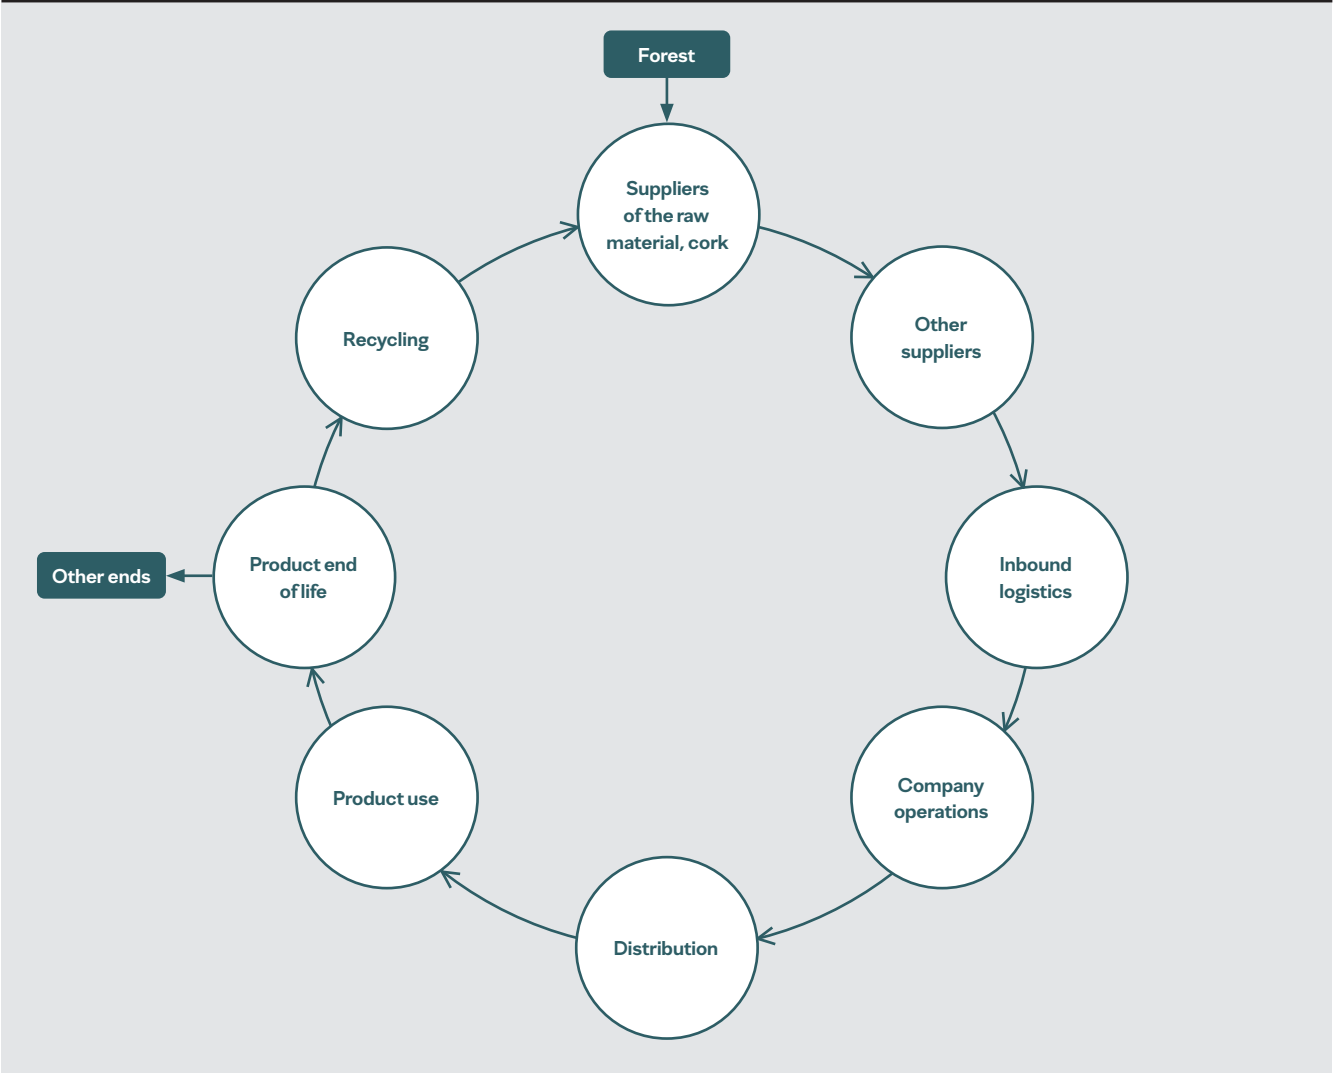 Forest
Suppliers
of the raw
material, cork
Other
suppliers
Inbound
logistics
Company
operations
Distribution
Product use
Product end
of life
Other ends
Recycling